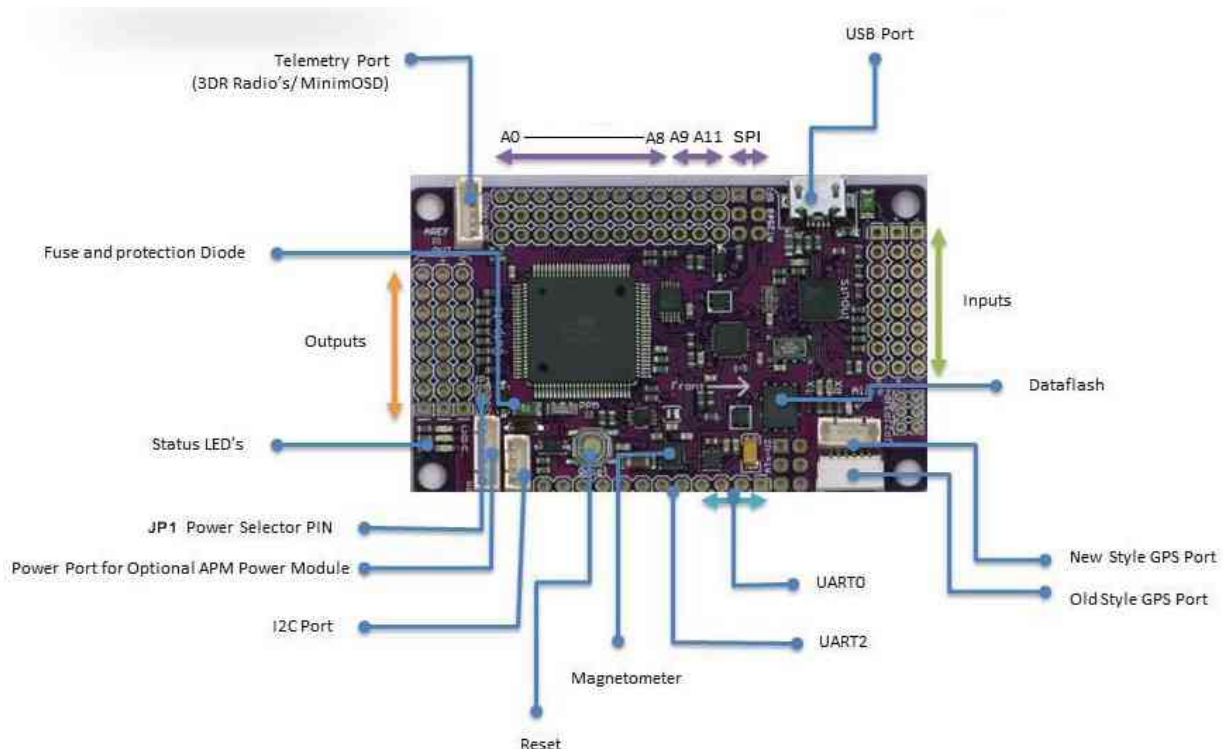 USB Port
Telemetry Port
(3DR Radio's/ MinimOSD)
A0
A8
A9
A11
SPI
Fuse and protection Diode
Inputs
Outputs
Front
Dataflash
Status LED's
JP1 Power Selector PIN
Power Port for Optional APM Power Module
New Style GPS Port
UART0
Old Style GPS Port
I2C Port
UART2
Magnetometer
Reset